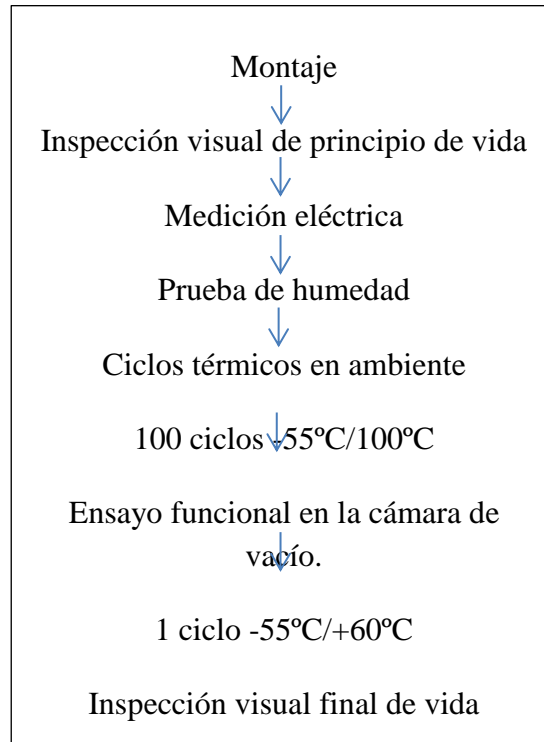 Montaje
Inspección visual de principio de vida
Medición eléctrica
Prueba de humedad
Ciclos térmicos en ambiente
100 ciclos -55ºC/100ºC
Ensayo funcional en la cámara de
vacío.
1 ciclo -55ºC/+60ºC
Inspección visual final de vida